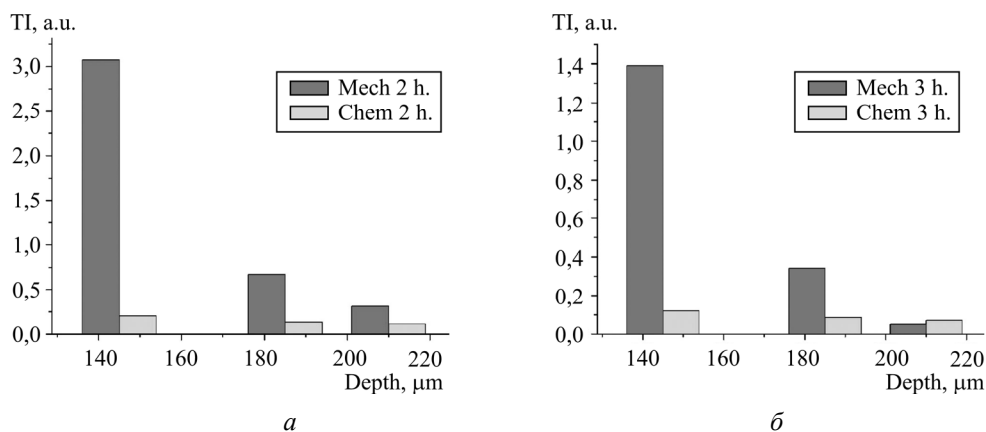 TI, a.u.
3,0
2,5
2,0
1,5
1,0
0,5
0,0
Mech 2 h.
Chem 2 h.
140 160 180 200 220
Depth, μm
а
TI, a.u.
1,4
1,2
1,0
0,8
0,6
0,4
0,2
0,0
Mech 3 h.
Chem 3 h.
140 160 180 200 220
Depth, μm
б